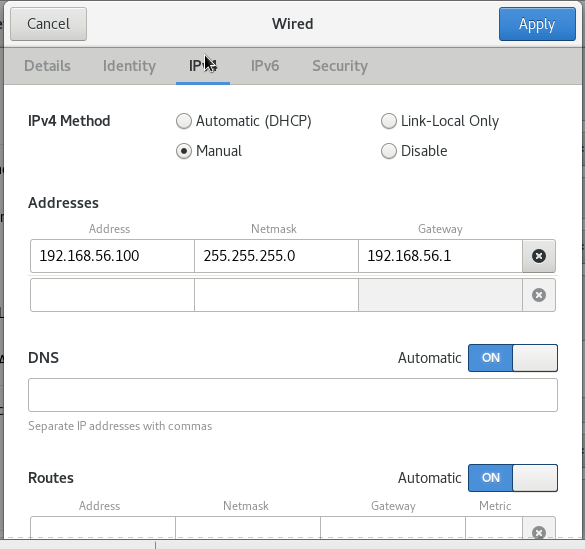 Cancel Wired Apply
Details Identity IPv4 IPv6 Security
IPv4 Method Automatic (DHCP) Link-Local Only
Manual Disable
Addresses
Address Netmask Gateway
192.168.56.100 255.255.255.0 192.168.56.1
DNS Automatic ON
Separate IP addresses with commas
Routes Automatic ON
Address Netmask Gateway Metric